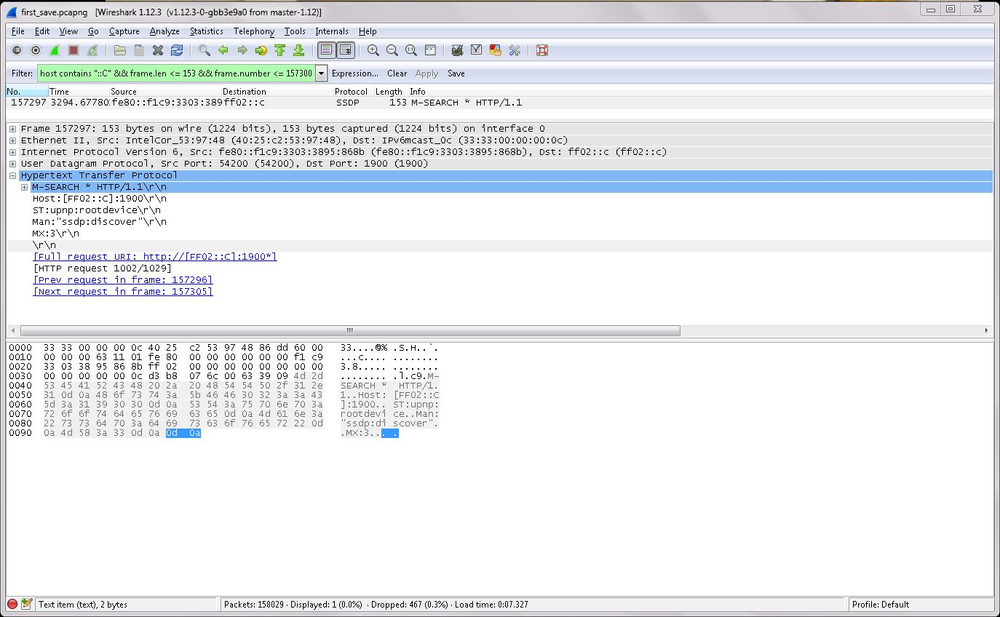 first_save.pcapng [Wireshark 1.12.3 (v1.12.3-0-gbb3e9a0 from master-1.12)]
File Edit View Go Capture Analyze Statistics Telephony Tools Internals Help
Filter: host contains "::C" && frame.len <= 153 && frame.number <= 157300 Expression... Clear Apply Save
No. Time Source Destination Protocol Length Info
157297 3294.67780 fe80::f1c9:3303:389 ff02::c SSDP 153 M-SEARCH * HTTP/1.1
Frame 157297: 153 bytes on wire (1224 bits), 153 bytes captured (1224 bits) on interface 0
Ethernet II, Src: IntelCor_53:97:48 (40:25:c2:53:97:48), Dst: IPv6mcast_0c (33:33:00:00:00:0c)
Internet Protocol Version 6, Src: fe80::f1c9:3303:3895:868b (fe80::f1c9:3303:3895:868b), Dst: ff02::c (ff02::c)
User Datagram Protocol, Src Port: 54200 (54200), Dst Port: 1900 (1900)
Hypertext Transfer Protocol
M-SEARCH * HTTP/1.1\r\n
Host:[FF02::C]:1900\r\n
ST:upnp:rootdevice\r\n
Man:"ssdp:discover"\r\n
MX:3\r\n
\r\n
[Full request URI: http://[FF02::C]:1900*]
[HTTP request 1002/1029]
[Prev request in frame: 157296]
[Next request in frame: 157305]
0000 33 33 00 00 00 0c 40 25 c2 53 97 48 86 dd 60 00 33....@% .S.H..`.
0010 00 00 00 63 11 01 fe 80 00 00 00 00 00 00 f1 c9 ...c.... ........
0020 33 03 38 95 86 8b ff 02 00 00 00 00 00 00 00 00 3.8..... ........
0030 00 00 00 00 00 0c d3 b8 07 6c 00 63 39 09 4d 2d ........ .l.c9.M-
0040 53 45 41 52 43 48 20 2a 20 48 54 54 50 2f 31 2e SEARCH * HTTP/1.
0050 31 0d 0a 48 6f 73 74 3a 5b 46 46 30 32 3a 3a 43 1..Host: [FF02::C
0060 5d 3a 31 39 30 30 0d 0a 53 54 3a 75 70 6e 70 3a ]:1900.. ST:upnp:
0070 72 6f 6f 74 64 65 76 69 63 65 0d 0a 4d 61 6e 3a rootdevi ce..Man:
0080 22 73 73 64 70 3a 64 69 73 63 6f 76 65 72 22 0d "ssdp:di scover".
0090 0a 4d 58 3a 33 0d 0a 0d 0a .MX:3... .
Text item (text), 2 bytes Packets: 158029 · Displayed: 1 (0.0%) · Dropped: 467 (0.3%) · Load time: 0:07.327 Profile: Default